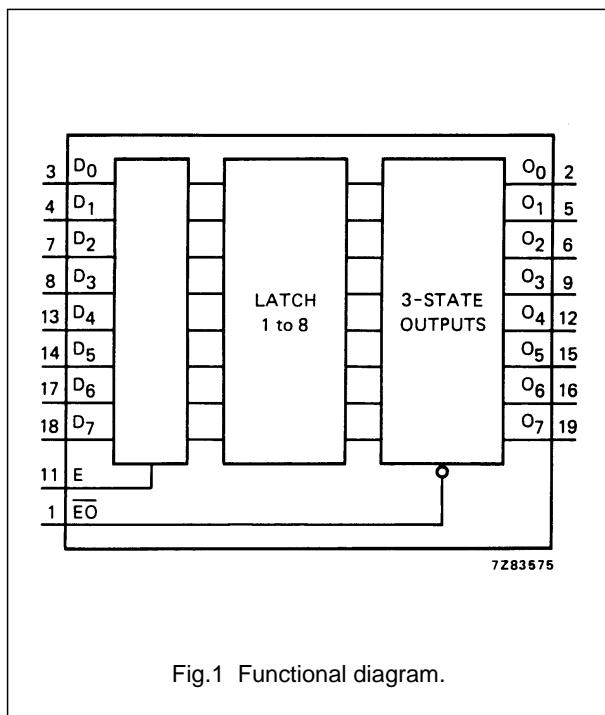 3 D0 O0 2
4 D1 O1 5
7 D2 O2 6
8 D3 O3 9
LATCH 3-STATE
13 D4 O4 12
1 to 8 OUTPUTS
14 D5 O5 15
17 D6 O6 16
18 D7 O7 19
11 E
1 E̅O̅
7Z83575
Fig.1 Functional diagram.